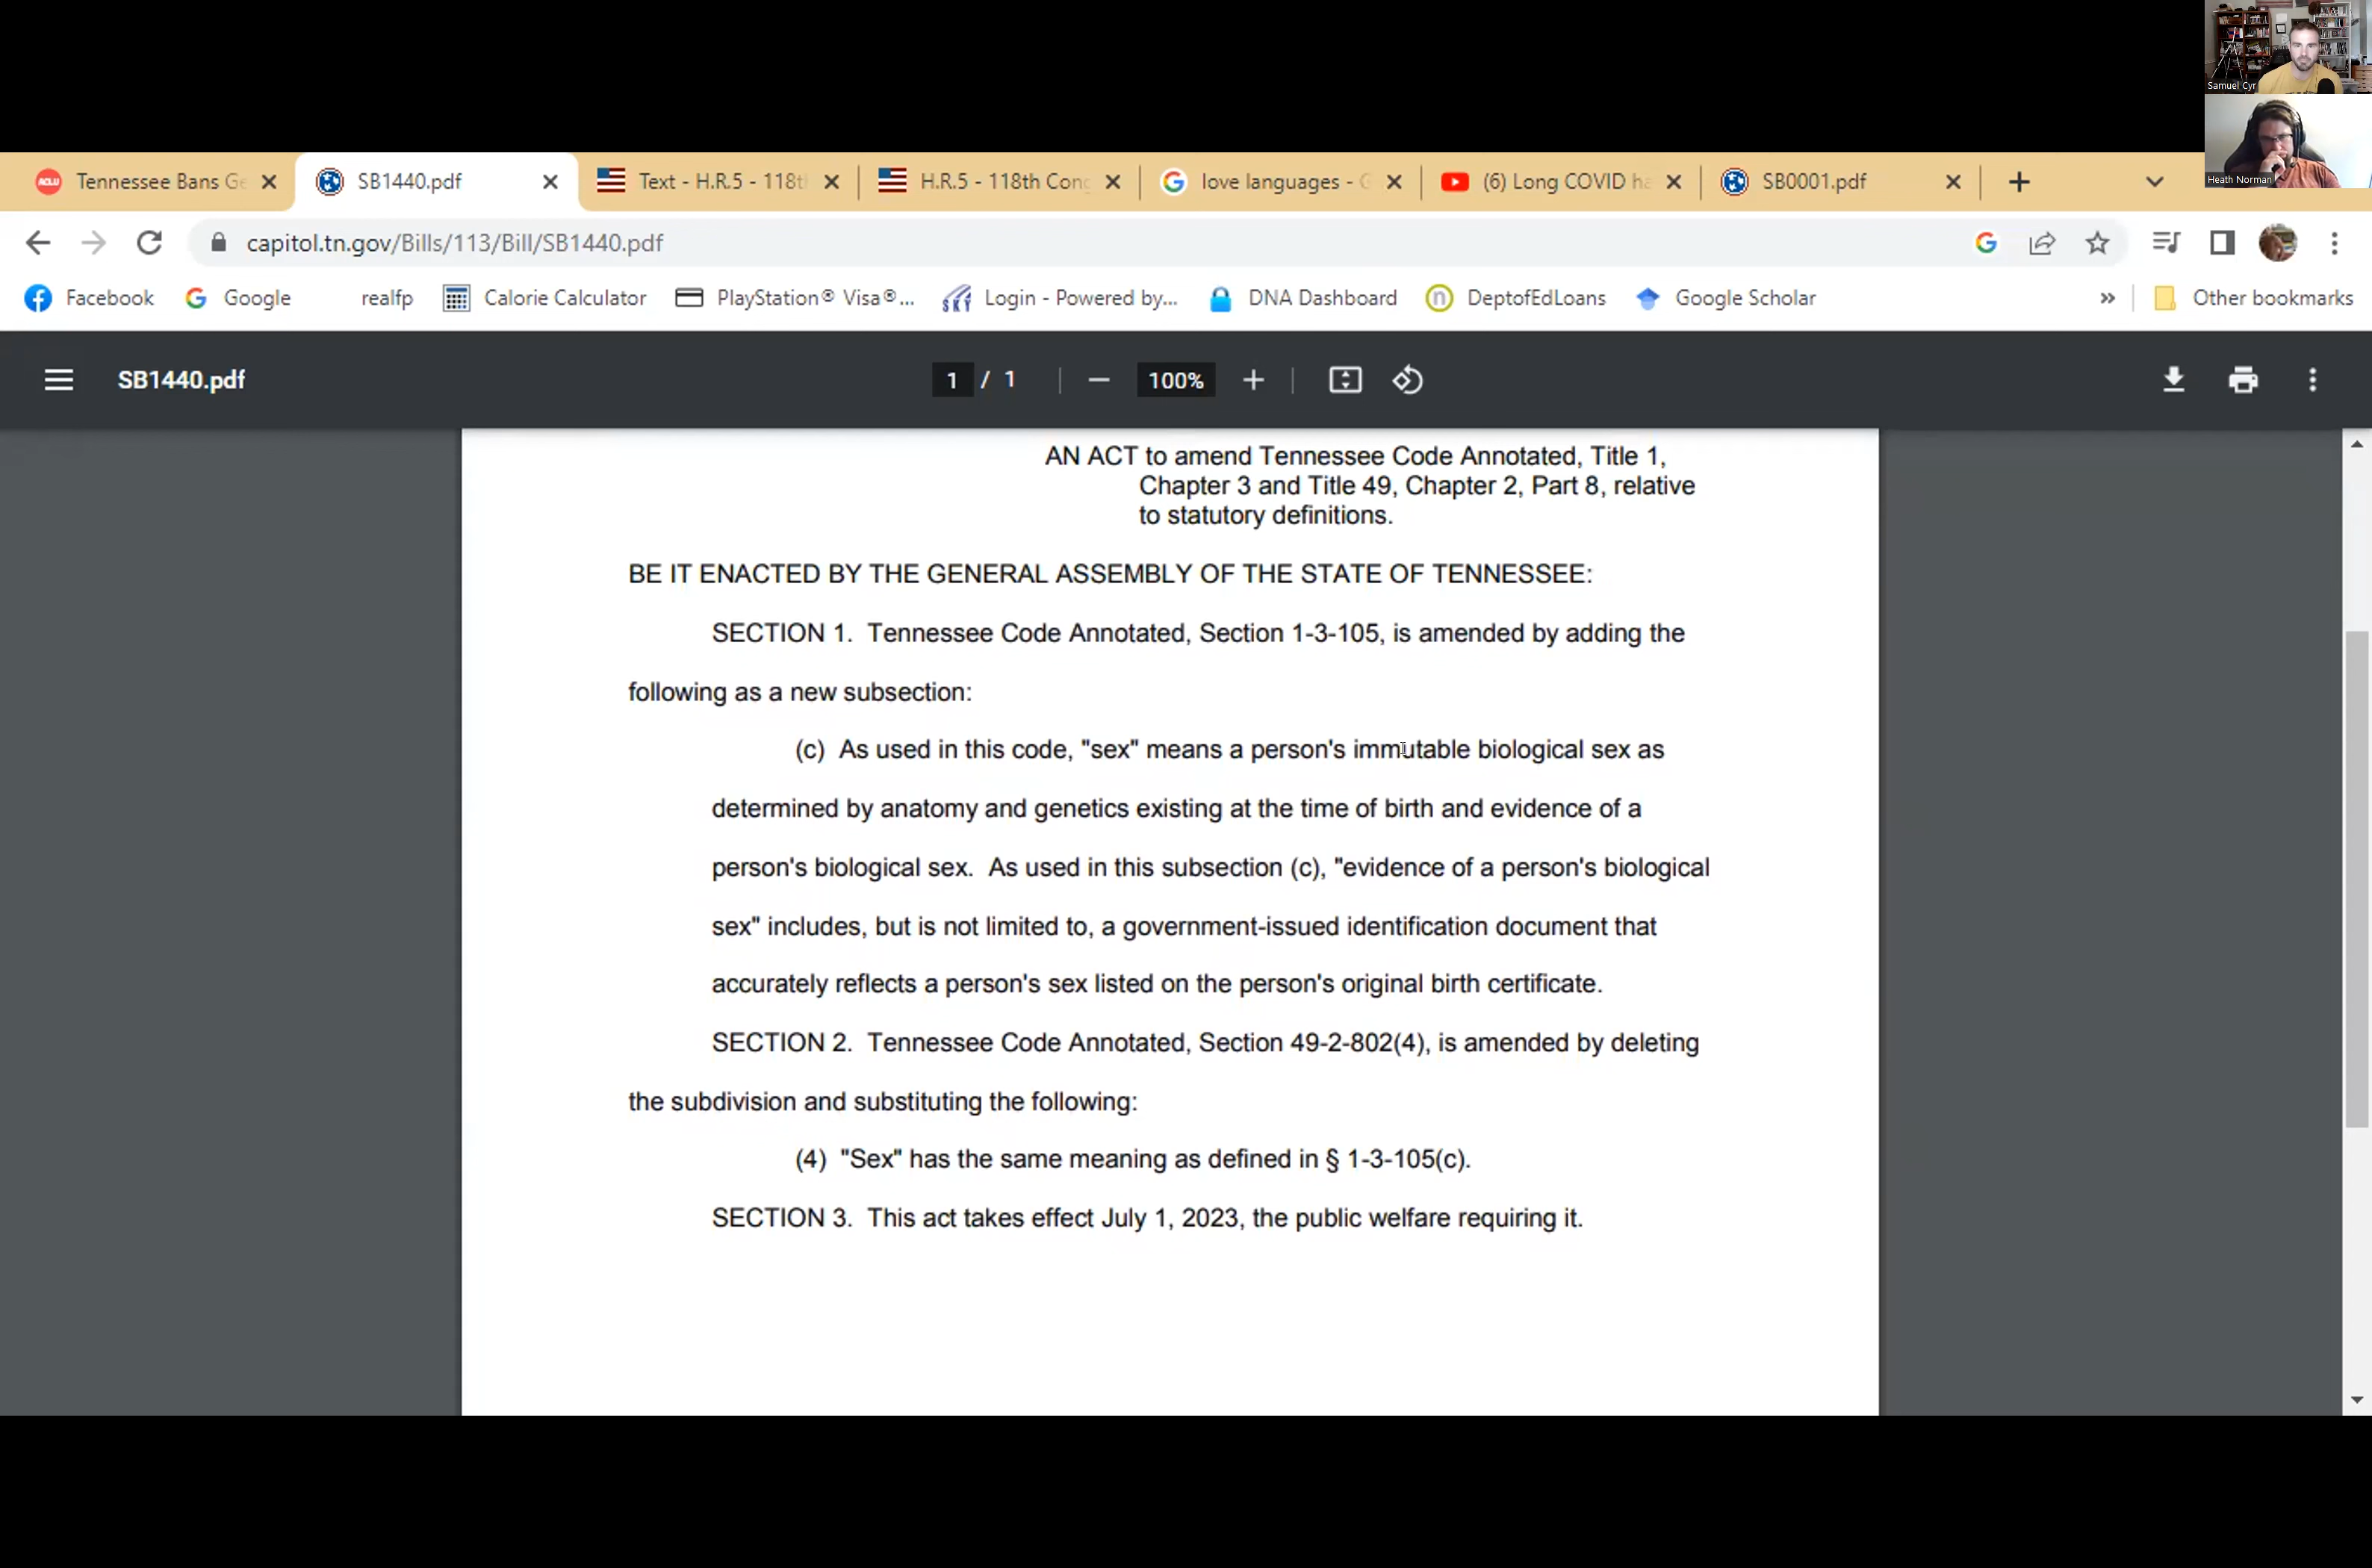 Samuel Cyr
Heath Norman
Tennessee Bans Ge
SB1440.pdf
Text - H.R.5 - 118t
H.R.5 - 118th Cong
love languages - G
(6) Long COVID ha
SB0001.pdf
capitol.tn.gov/Bills/113/Bill/SB1440.pdf
Facebook
Google
realfp
Calorie Calculator
PlayStation® Visa®...
Login - Powered by...
DNA Dashboard
DeptofEdLoans
Google Scholar
»
Other bookmarks
SB1440.pdf
1 / 1
100%
AN ACT to amend Tennessee Code Annotated, Title 1,
Chapter 3 and Title 49, Chapter 2, Part 8, relative
to statutory definitions.
BE IT ENACTED BY THE GENERAL ASSEMBLY OF THE STATE OF TENNESSEE:
SECTION 1. Tennessee Code Annotated, Section 1-3-105, is amended by adding the
following as a new subsection:
(c) As used in this code, "sex" means a person's immutable biological sex as
determined by anatomy and genetics existing at the time of birth and evidence of a
person's biological sex. As used in this subsection (c), "evidence of a person's biological
sex" includes, but is not limited to, a government-issued identification document that
accurately reflects a person's sex listed on the person's original birth certificate.
SECTION 2. Tennessee Code Annotated, Section 49-2-802(4), is amended by deleting
the subdivision and substituting the following:
(4) "Sex" has the same meaning as defined in § 1-3-105(c).
SECTION 3. This act takes effect July 1, 2023, the public welfare requiring it.